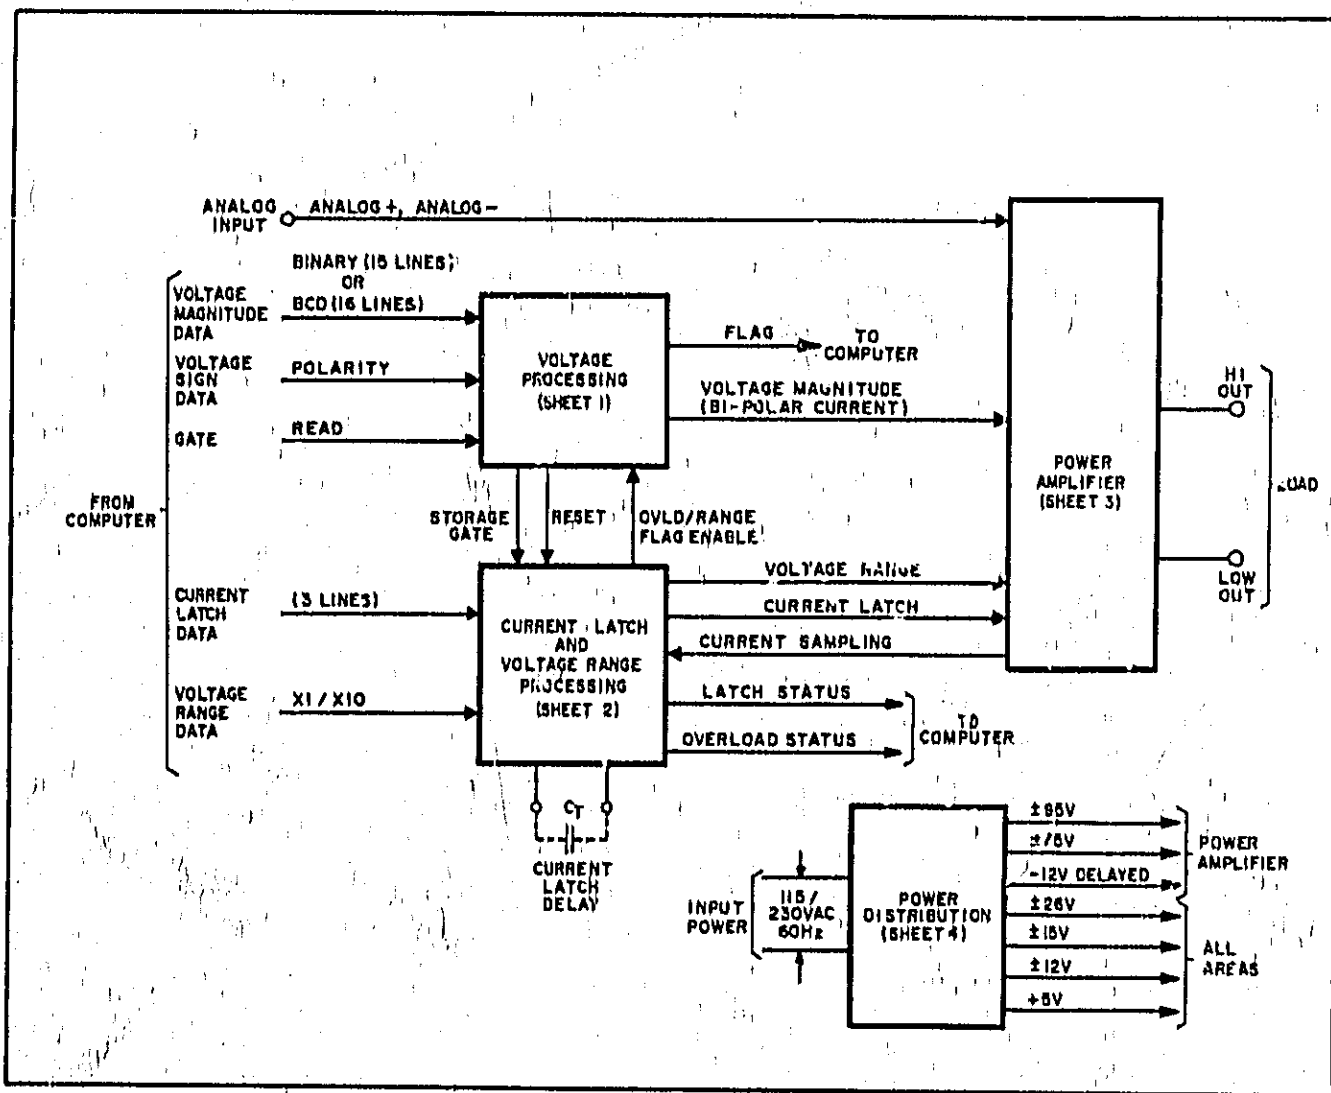 ANALOG
INPUT
ANALOG +, ANALOG -
BINARY (15 LINES)
OR
BCD (16 LINES)
VOLTAGE
MAGNITUDE
DATA
VOLTAGE
SIGN
DATA
POLARITY
GATE
READ
FROM
COMPUTER
VOLTAGE
PROCESSING
(SHEET 1)
FLAG
TO
COMPUTER
VOLTAGE MAGNITUDE
(BI-POLAR CURRENT)
STORAGE
GATE
RESET
OVLD/RANGE
FLAG ENABLE
POWER
AMPLIFIER
(SHEET 3)
HI
OUT
LOAD
LOW
OUT
CURRENT
LATCH
DATA
(3 LINES)
VOLTAGE
RANGE
DATA
X1 / X10
CURRENT LATCH
AND
VOLTAGE RANGE
PROCESSING
(SHEET 2)
VOLTAGE RANGE
CURRENT LATCH
CURRENT SAMPLING
LATCH STATUS
OVERLOAD STATUS
TO
COMPUTER
CT
CURRENT
LATCH
DELAY
INPUT
POWER
115 /
230VAC
60Hz
POWER
DISTRIBUTION
(SHEET 4)
±95V
±75V
-12V DELAYED
±26V
±15V
±12V
+5V
POWER
AMPLIFIER
ALL
AREAS